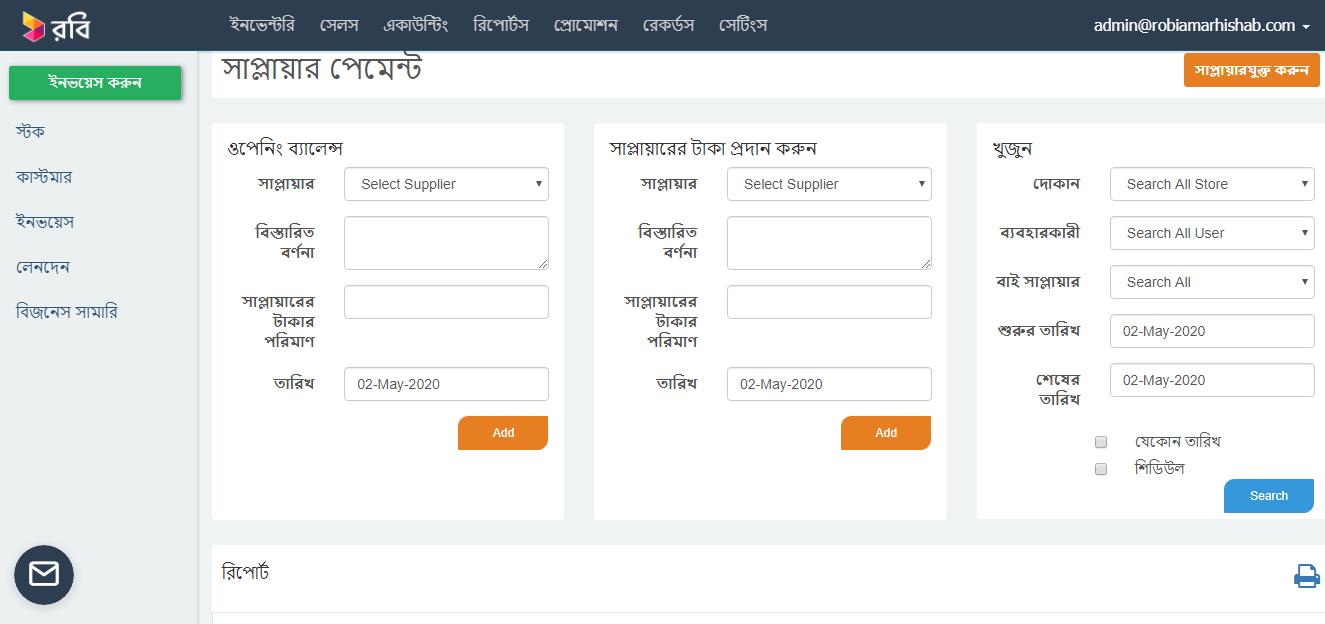 রবি
ইনভেন্টরি সেলস একাউন্টিং রিপোর্টস প্রোমোশন রেকর্ডস সেটিংস
admin@robiamarhishab.com
ইনভয়েস করুন
স্টক
কাস্টমার
ইনভয়েস
লেনদেন
বিজনেস সামারি
সাপ্লায়ার পেমেন্ট
সাপ্লায়ারযুক্ত করুন
ওপেনিং ব্যালেন্স
সাপ্লায়ার
Select Supplier
বিস্তারিত
বর্ণনা
সাপ্লায়ারের
টাকার
পরিমাণ
তারিখ
02-May-2020
Add
সাপ্লায়ারের টাকা প্রদান করুন
সাপ্লায়ার
Select Supplier
বিস্তারিত
বর্ণনা
সাপ্লায়ারের
টাকার
পরিমাণ
তারিখ
02-May-2020
Add
খুজুন
দোকান
Search All Store
ব্যবহারকারী
Search All User
বাই সাপ্লায়ার
Search All
শুরুর তারিখ
02-May-2020
শেষের
তারিখ
02-May-2020
যেকোন তারিখ
শিডিউল
Search
রিপোর্ট